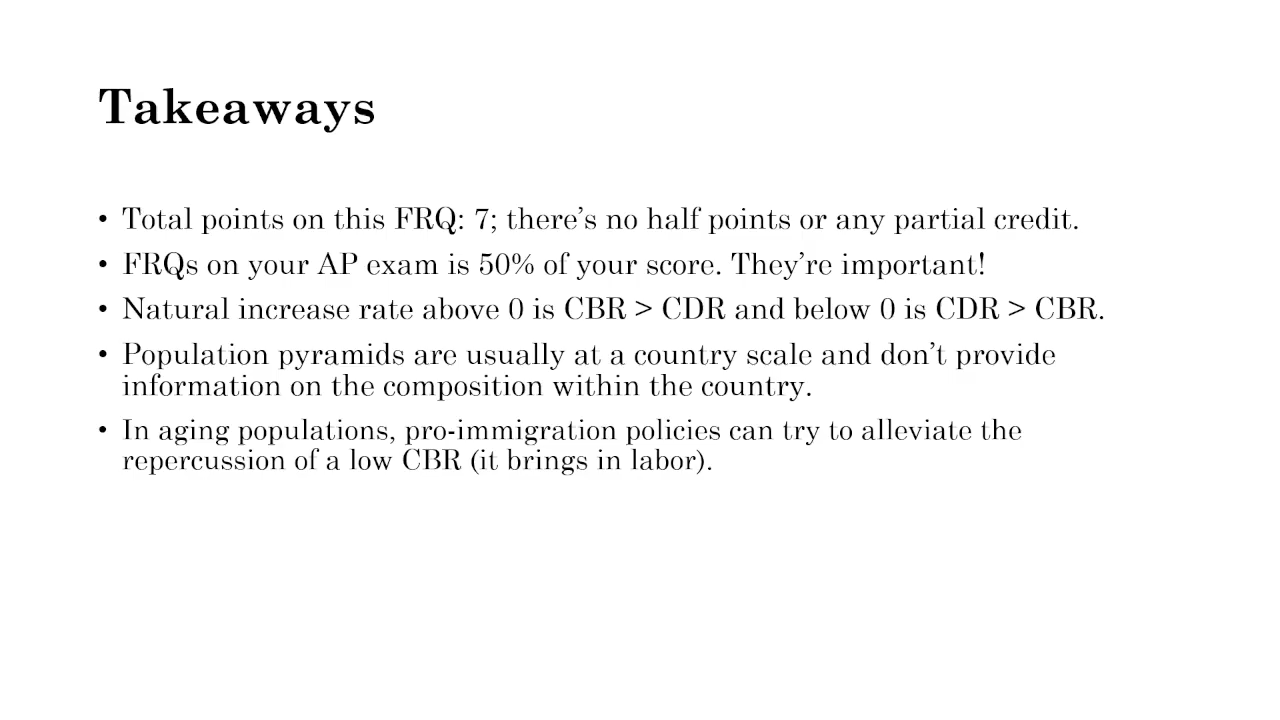 Takeaways
• Total points on this FRQ: 7; there’s no half points or any partial credit.
• FRQs on your AP exam is 50% of your score. They’re important!
• Natural increase rate above 0 is CBR > CDR and below 0 is CDR > CBR.
• Population pyramids are usually at a country scale and don’t provide
information on the composition within the country.
• In aging populations, pro-immigration policies can try to alleviate the
repercussion of a low CBR (it brings in labor).